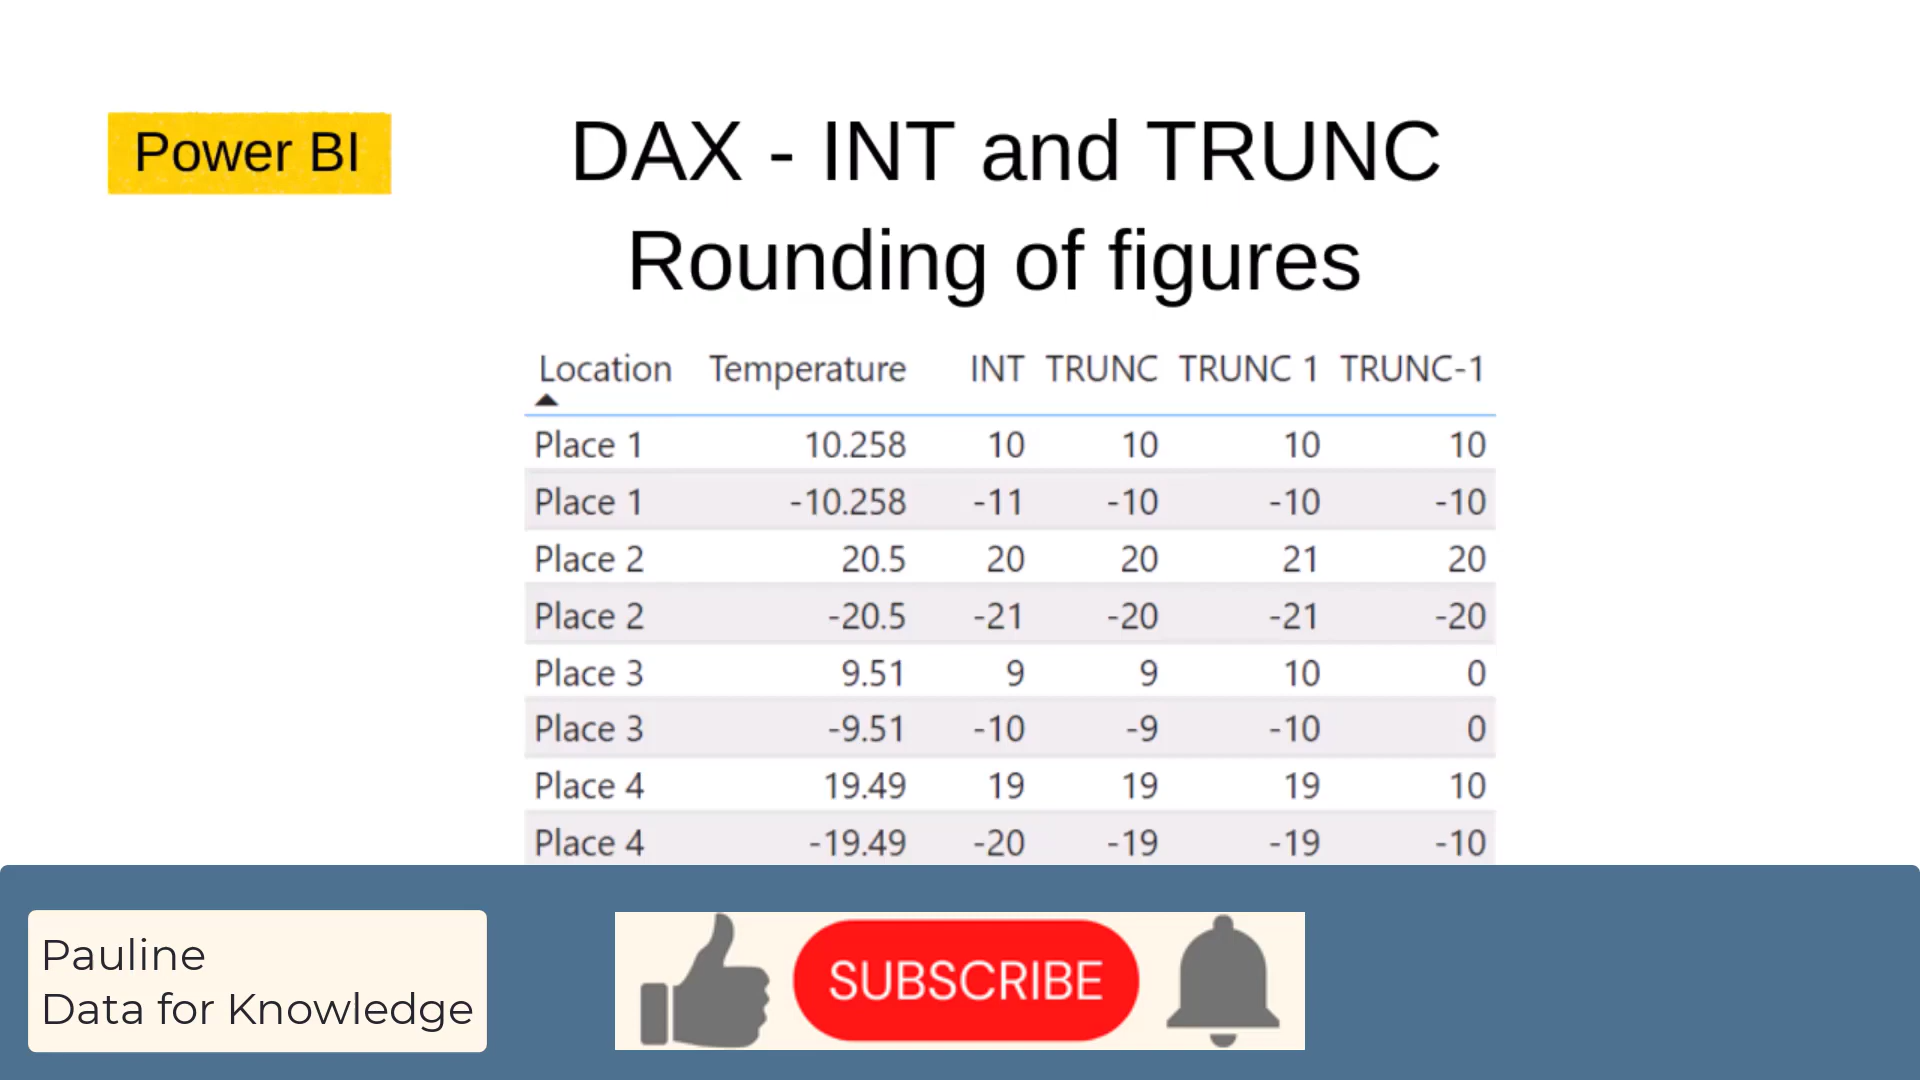 Power BI
DAX - INT and TRUNC
Rounding of figures
Location Temperature INT TRUNC TRUNC 1 TRUNC-1
Place 1 10.258 10 10 10 10
Place 1 -10.258 -11 -10 -10 -10
Place 2 20.5 20 20 21 20
Place 2 -20.5 -21 -20 -21 -20
Place 3 9.51 9 9 10 0
Place 3 -9.51 -10 -9 -10 0
Place 4 19.49 19 19 19 10
Place 4 -19.49 -20 -19 -19 -10
Pauline
Data for Knowledge
SUBSCRIBE